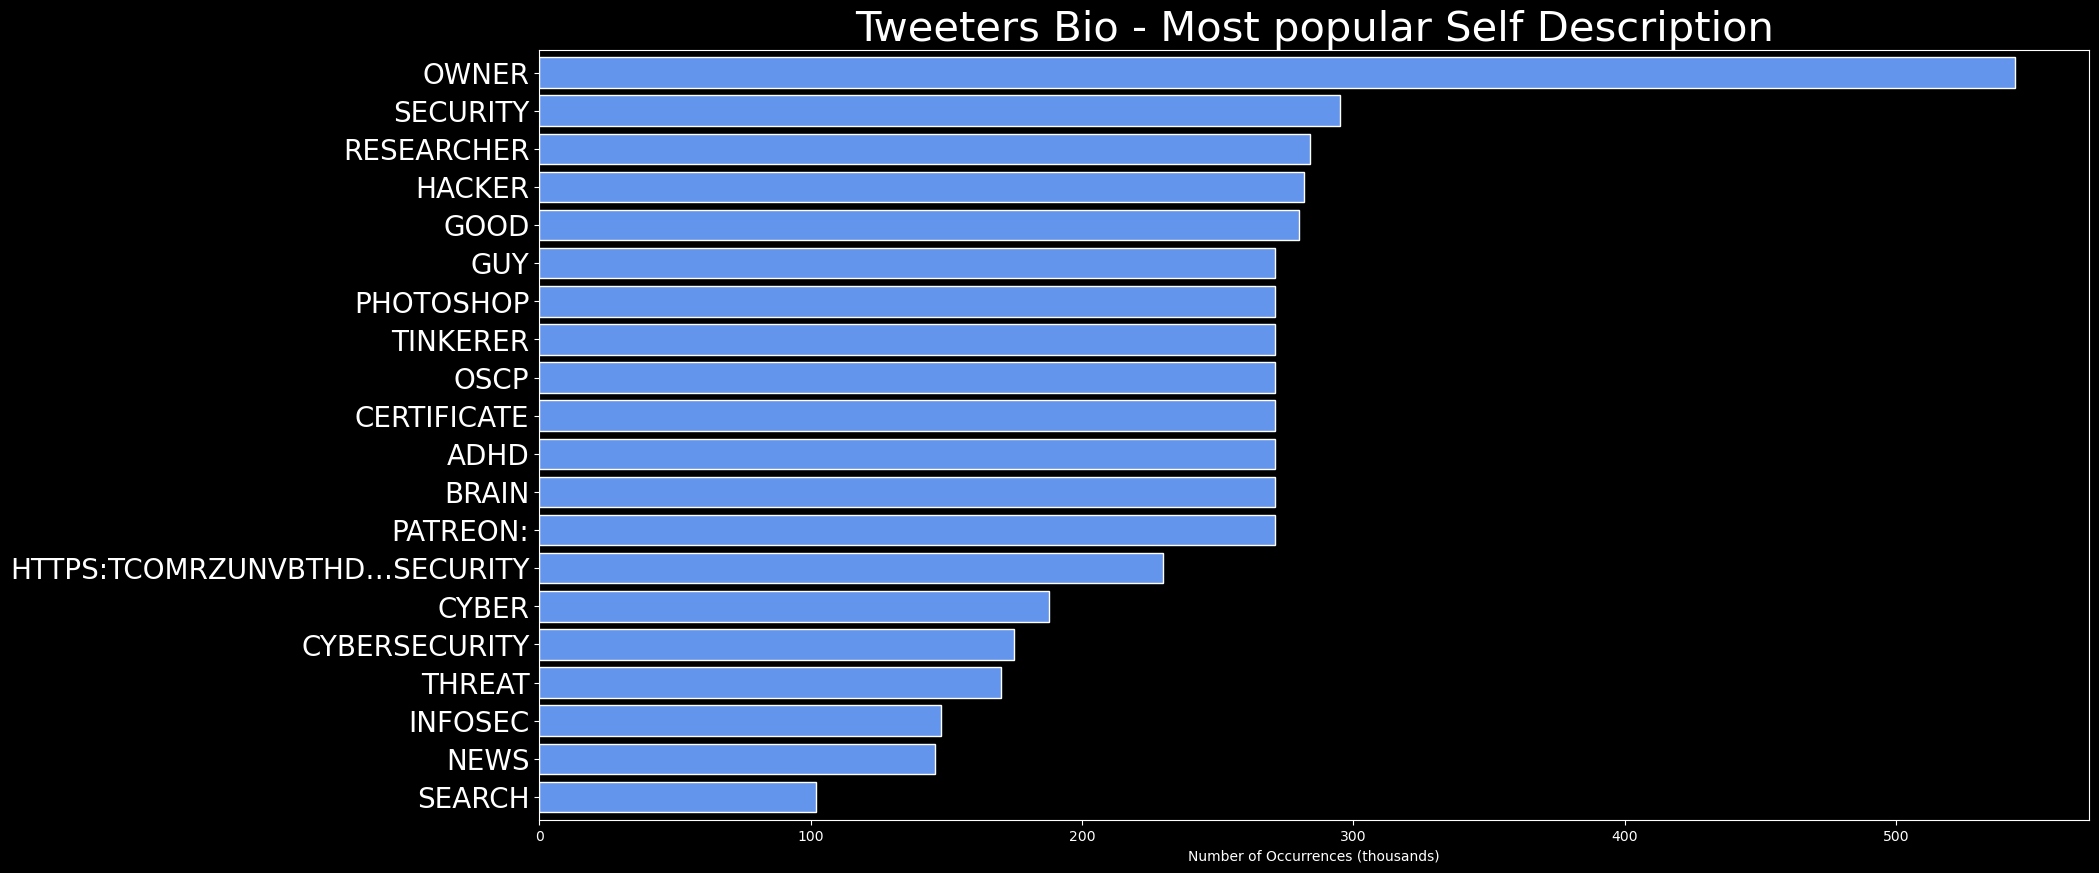 Tweeters Bio - Most popular Self Description
OWNER
SECURITY
RESEARCHER
HACKER
GOOD
GUY
PHOTOSHOP
TINKERER
OSCP
CERTIFICATE
ADHD
BRAIN
PATREON:
HTTPS:TCOMRZUNVBTHD...SECURITY
CYBER
CYBERSECURITY
THREAT
INFOSEC
NEWS
SEARCH
0 100 200 300 400 500
Number of Occurrences (thousands)